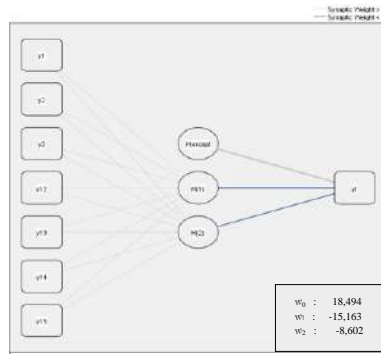 Synaptic Weight >
Synaptic Weight <
y1
y2
y3
y12
y13
y14
y15
H(1)
H(2)
yt
w₀ : 18,494
w₁ : -15,163
w₂ : -8,602